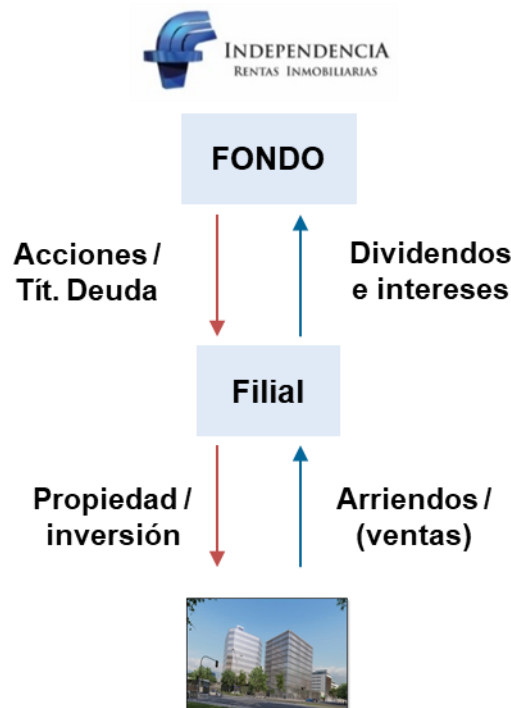 INDEPENDENCIA
RENTAS INMOBILIARIAS
FONDO
Acciones /
Tít. Deuda
Dividendos
e intereses
Filial
Propiedad /
inversión
Arriendos /
(ventas)